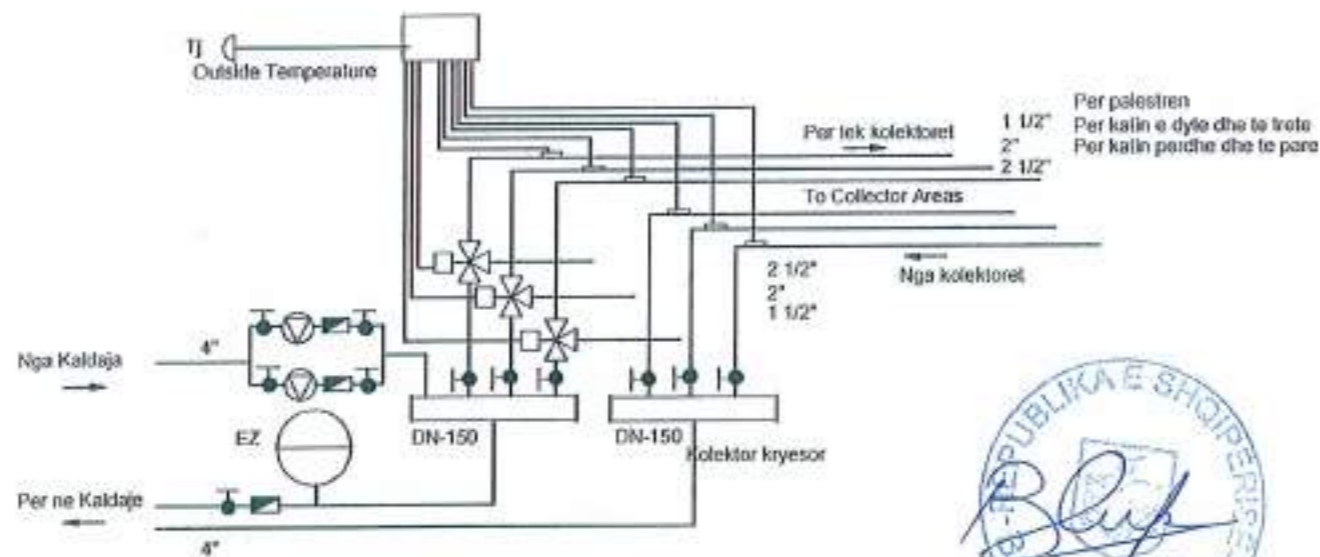 Tj
Outside Temperature
Per tek kolektoret
1 1/2"
2"
2 1/2"
Per palestren
Per katin e dyte dhe te trete
Per katin perdhe dhe te pare
To Collector Areas
Nga kolektoret
2 1/2"
2"
1 1/2"
Nga Kaldaja
4"
EZ
DN-150
DN-150
Kolektor kryesor
Per ne Kaldaje
4"
REPUBLIKA E SHQIPERISE